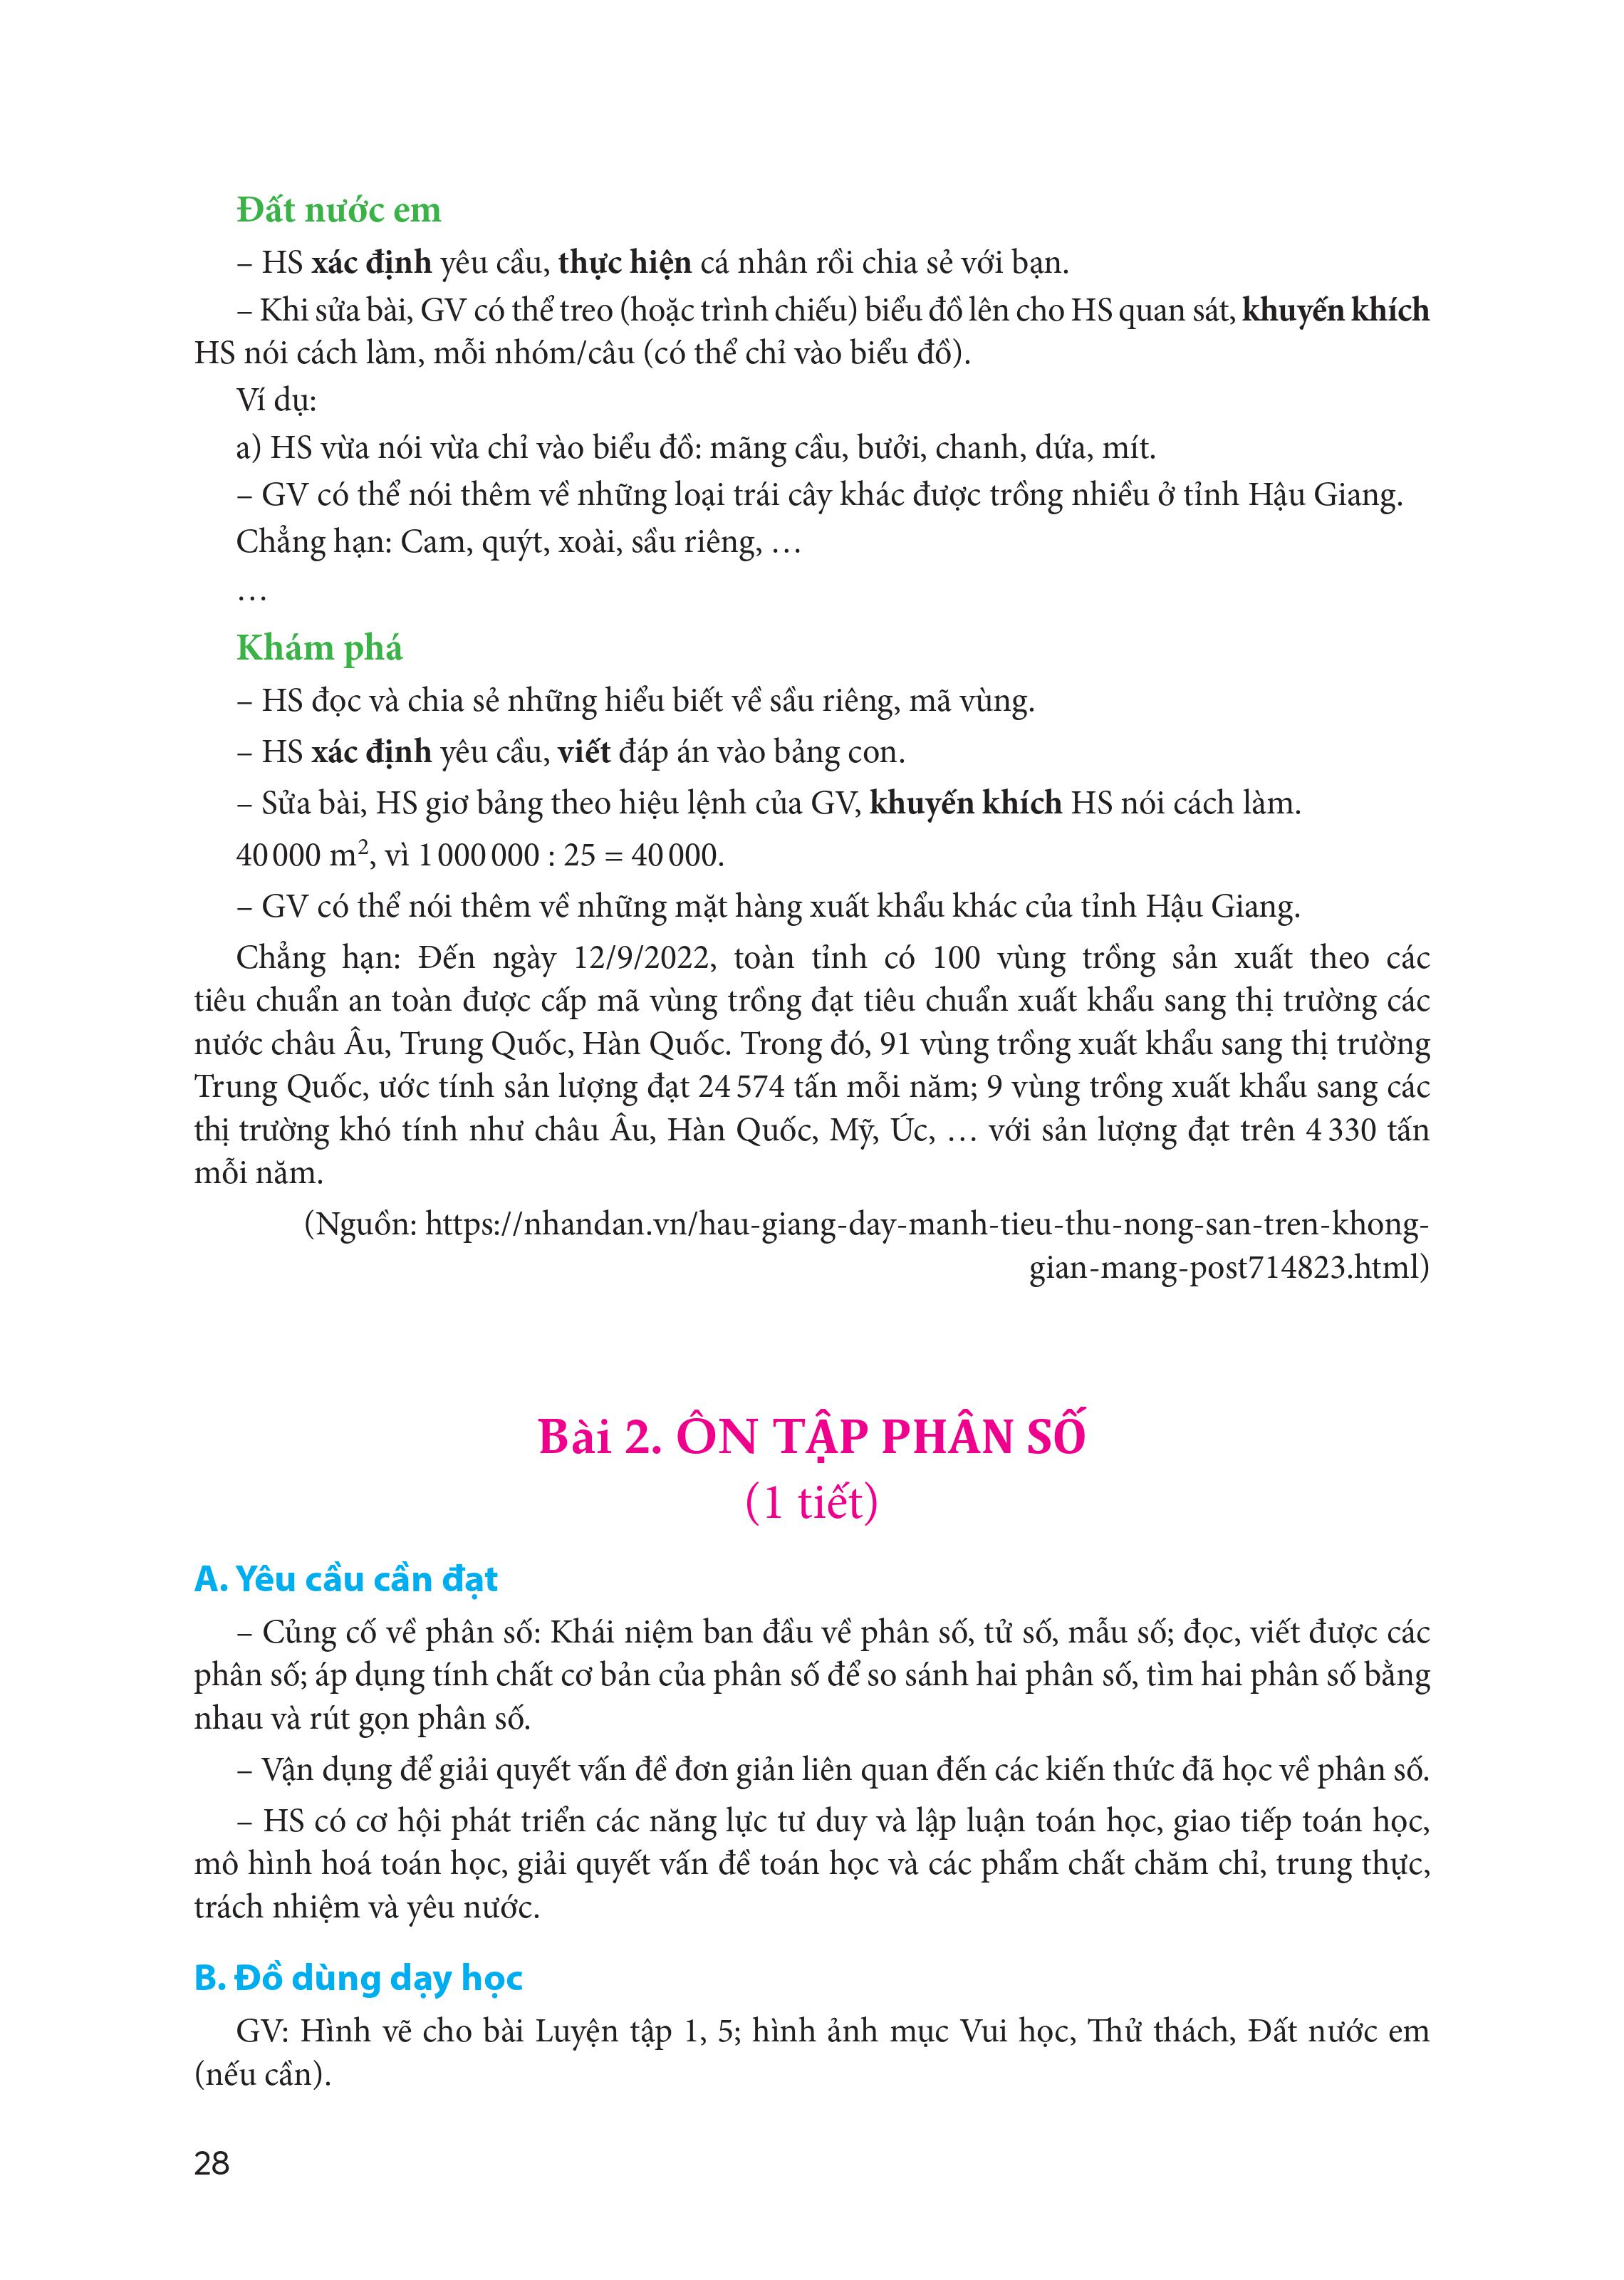 Đất nước em
– HS xác định yêu cầu, thực hiện cá nhân rồi chia sẻ với bạn.
– Khi sửa bài, GV có thể treo (hoặc trình chiếu) biểu đồ lên cho HS quan sát, khuyến khích
HS nói cách làm, mỗi nhóm/câu (có thể chỉ vào biểu đồ).
Ví dụ:
a) HS vừa nói vừa chỉ vào biểu đồ: mãng cầu, bưởi, chanh, dứa, mít.
– GV có thể nói thêm về những loại trái cây khác được trồng nhiều ở tỉnh Hậu Giang.
Chẳng hạn: Cam, quýt, xoài, sầu riêng, …
…
Khám phá
– HS đọc và chia sẻ những hiểu biết về sầu riêng, mã vùng.
– HS xác định yêu cầu, viết đáp án vào bảng con.
– Sửa bài, HS giơ bảng theo hiệu lệnh của GV, khuyến khích HS nói cách làm.
40 000 m², vì 1 000 000 : 25 = 40 000.
– GV có thể nói thêm về những mặt hàng xuất khẩu khác của tỉnh Hậu Giang.
Chẳng hạn: Đến ngày 12/9/2022, toàn tỉnh có 100 vùng trồng sản xuất theo các
tiêu chuẩn an toàn được cấp mã vùng trồng đạt tiêu chuẩn xuất khẩu sang thị trường các
nước châu Âu, Trung Quốc, Hàn Quốc. Trong đó, 91 vùng trồng xuất khẩu sang thị trường
Trung Quốc, ước tính sản lượng đạt 24 574 tấn mỗi năm; 9 vùng trồng xuất khẩu sang các
thị trường khó tính như châu Âu, Hàn Quốc, Mỹ, Úc, … với sản lượng đạt trên 4 330 tấn
mỗi năm.
(Nguồn: https://nhandan.vn/hau-giang-day-manh-tieu-thu-nong-san-tren-khong-
gian-mang-post714823.html)
Bài 2. ÔN TẬP PHÂN SỐ
(1 tiết)
A. Yêu cầu cần đạt
– Củng cố về phân số: Khái niệm ban đầu về phân số, tử số, mẫu số; đọc, viết được các
phân số; áp dụng tính chất cơ bản của phân số để so sánh hai phân số, tìm hai phân số bằng
nhau và rút gọn phân số.
– Vận dụng để giải quyết vấn đề đơn giản liên quan đến các kiến thức đã học về phân số.
– HS có cơ hội phát triển các năng lực tư duy và lập luận toán học, giao tiếp toán học,
mô hình hoá toán học, giải quyết vấn đề toán học và các phẩm chất chăm chỉ, trung thực,
trách nhiệm và yêu nước.
B. Đồ dùng dạy học
GV: Hình vẽ cho bài Luyện tập 1, 5; hình ảnh mục Vui học, Thử thách, Đất nước em
(nếu cần).
28